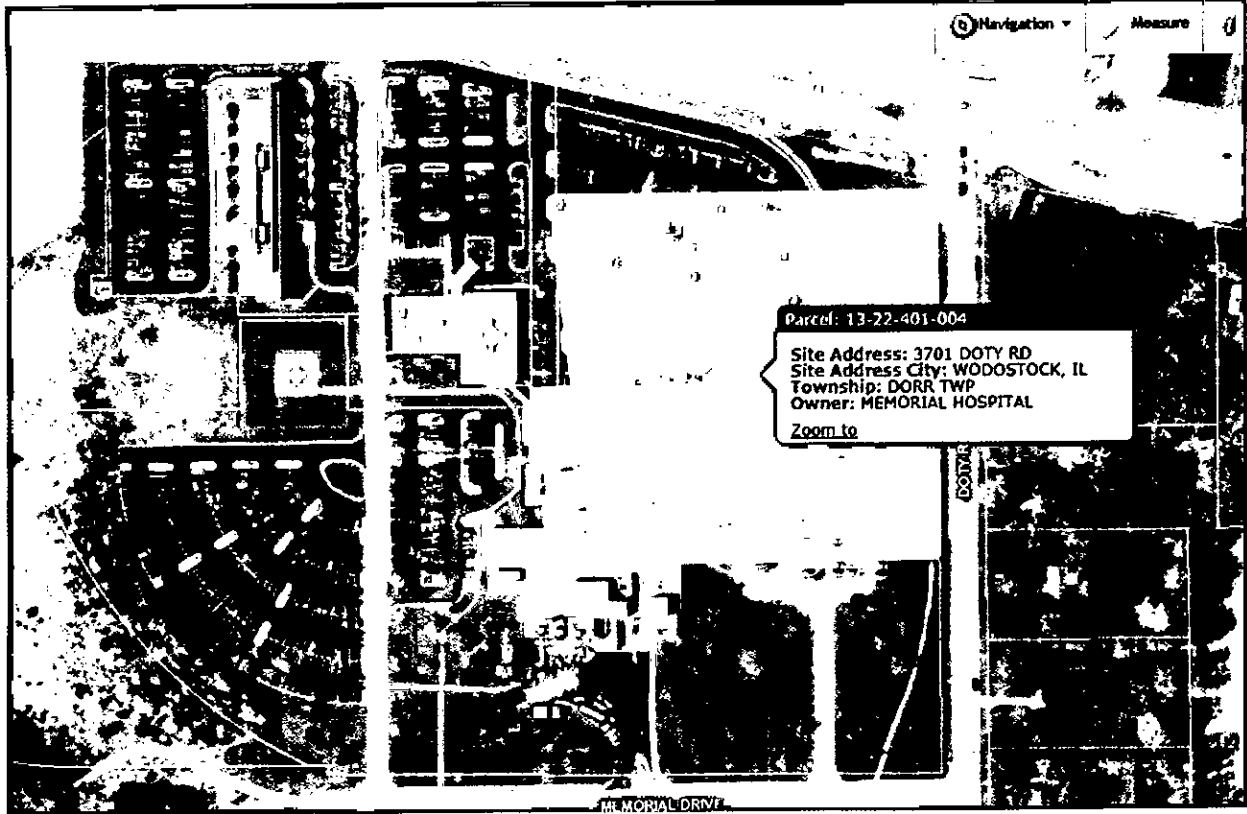 Navigation
Measure
Parcel: 13-22-401-004
Site Address: 3701 DOTY RD
Site Address City: WODOSTOCK, IL
Township: DORR TWP
Owner: MEMORIAL HOSPITAL
Zoom to
DOTY R
MEMORIAL DRIVE